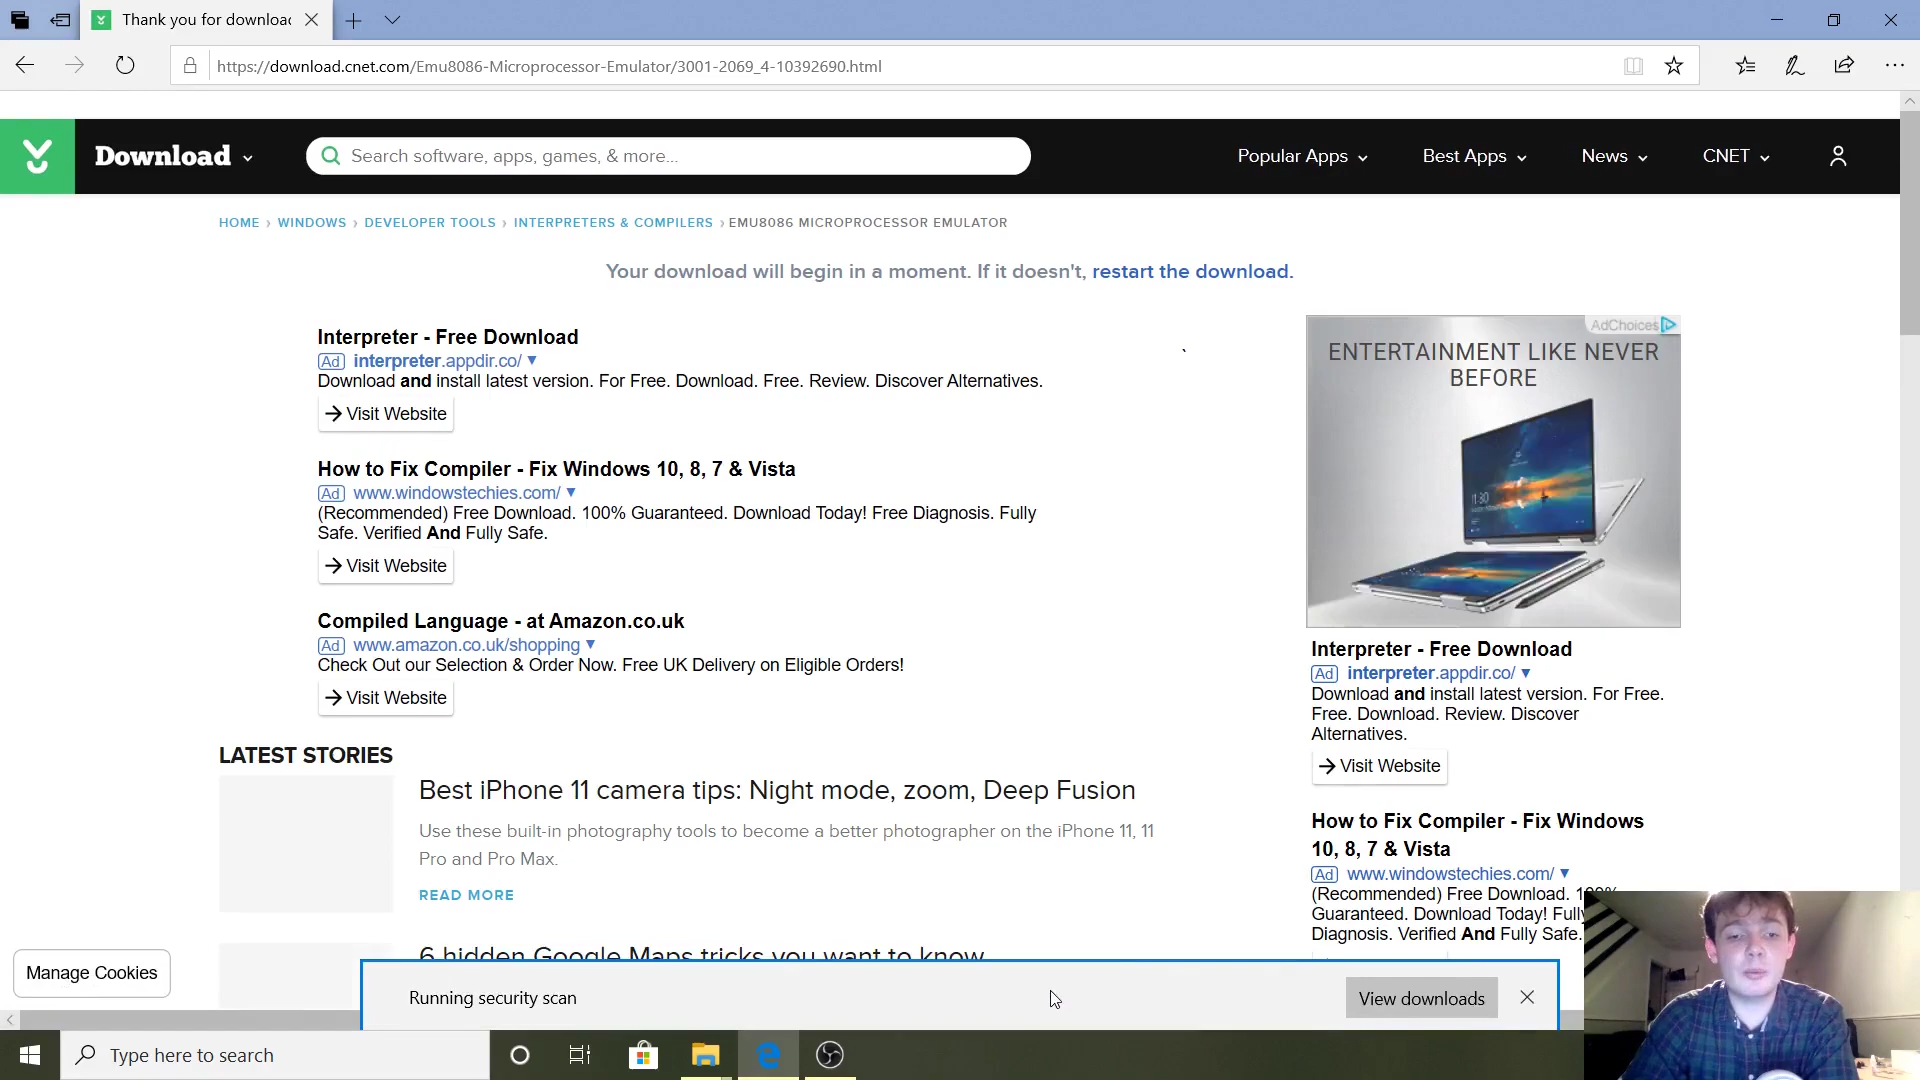 Thank you for download
https://download.cnet.com/Emu8086-Microprocessor-Emulator/3001-2069_4-10392690.html
Download
Search software, apps, games, & more...
Popular Apps
Best Apps
News
CNET
HOME › WINDOWS › DEVELOPER TOOLS › INTERPRETERS & COMPILERS › EMU8086 MICROPROCESSOR EMULATOR
Your download will begin in a moment. If it doesn't, restart the download.
Interpreter - Free Download
Ad interpreter.appdir.co/
Download and install latest version. For Free. Download. Free. Review. Discover Alternatives.
Visit Website
How to Fix Compiler - Fix Windows 10, 8, 7 & Vista
Ad www.windowstechies.com/
(Recommended) Free Download. 100% Guaranteed. Download Today! Free Diagnosis. Fully
Safe. Verified And Fully Safe.
Visit Website
Compiled Language - at Amazon.co.uk
Ad www.amazon.co.uk/shopping
Check Out our Selection & Order Now. Free UK Delivery on Eligible Orders!
Visit Website
AdChoices
ENTERTAINMENT LIKE NEVER
BEFORE
Interpreter - Free Download
Ad interpreter.appdir.co/
Download and install latest version. For Free.
Free. Download. Review. Discover
Alternatives.
Visit Website
How to Fix Compiler - Fix Windows
10, 8, 7 & Vista
Ad www.windowstechies.com/
(Recommended) Free Download. 100%
Guaranteed. Download Today! Fully
Diagnosis. Verified And Fully Safe.
LATEST STORIES
Best iPhone 11 camera tips: Night mode, zoom, Deep Fusion
Use these built-in photography tools to become a better photographer on the iPhone 11, 11
Pro and Pro Max.
READ MORE
6 hidden Google Maps tricks you want to know
Manage Cookies
Running security scan
View downloads
Type here to search